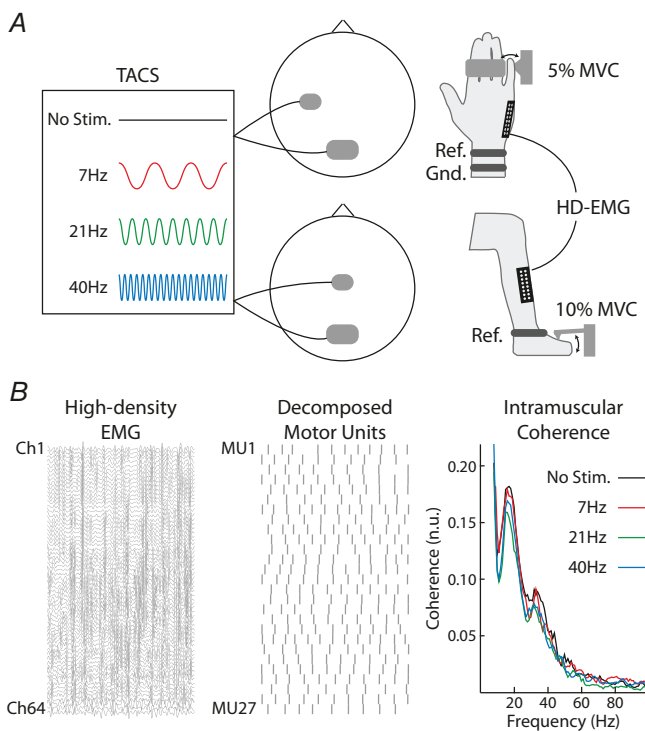 A
TACS
No Stim.
7Hz
21Hz
40Hz
5% MVC
Ref.
Gnd.
HD-EMG
10% MVC
Ref.
B
High-density
EMG
Ch1
Ch64
Decomposed
Motor Units
MU1
MU27
Intramuscular
Coherence
0.20
0.15
0.10
0.05
Coherence (n.u.)
No Stim.
7Hz
21Hz
40Hz
20 40 60 80
Frequency (Hz)